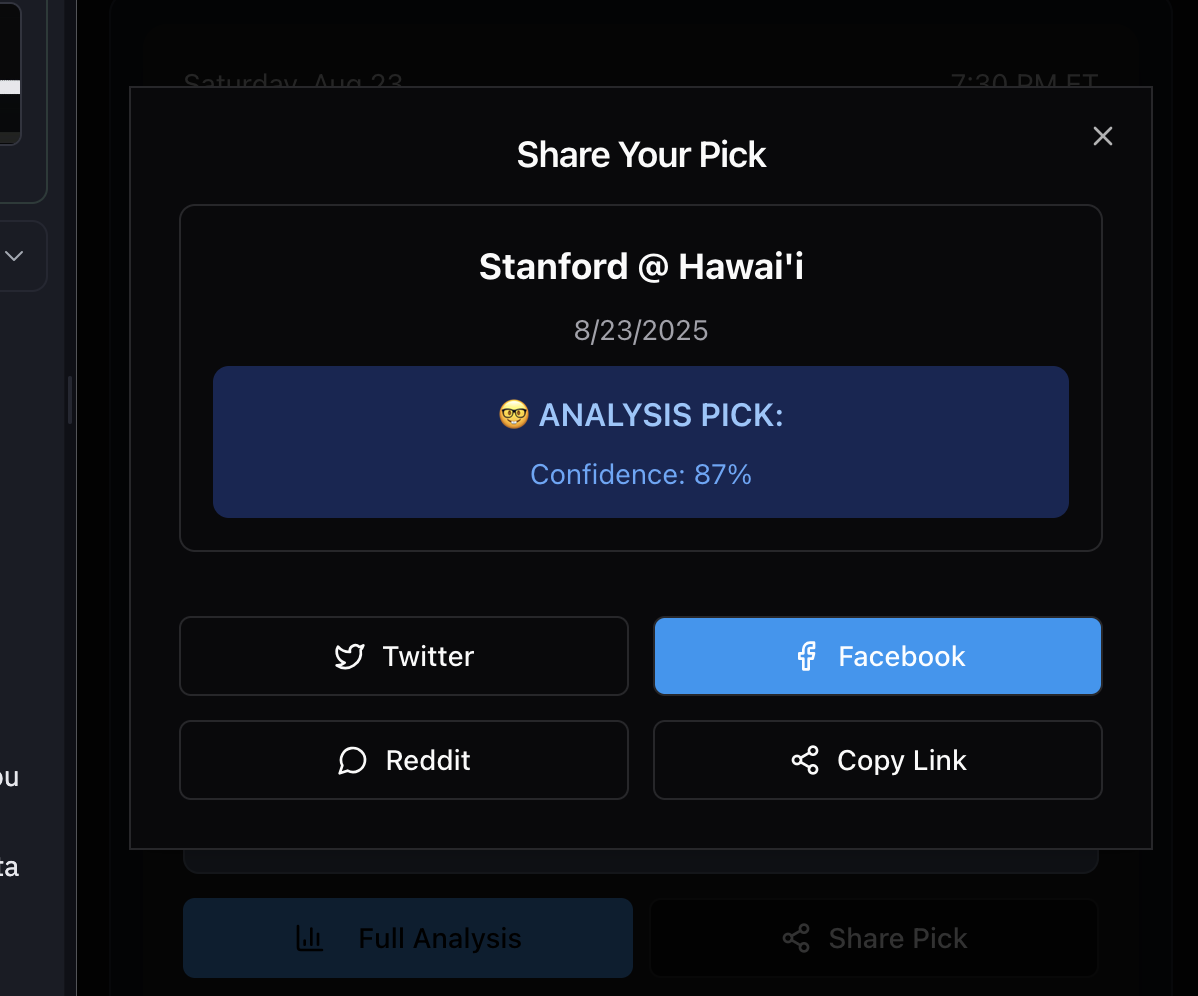 Saturday, Aug 23
7:30 PM ET
Share Your Pick
Stanford @ Hawai'i
8/23/2025
🤓 ANALYSIS PICK:
Confidence: 87%
Twitter
Facebook
Reddit
Copy Link
ou
ta
Full Analysis
Share Pick